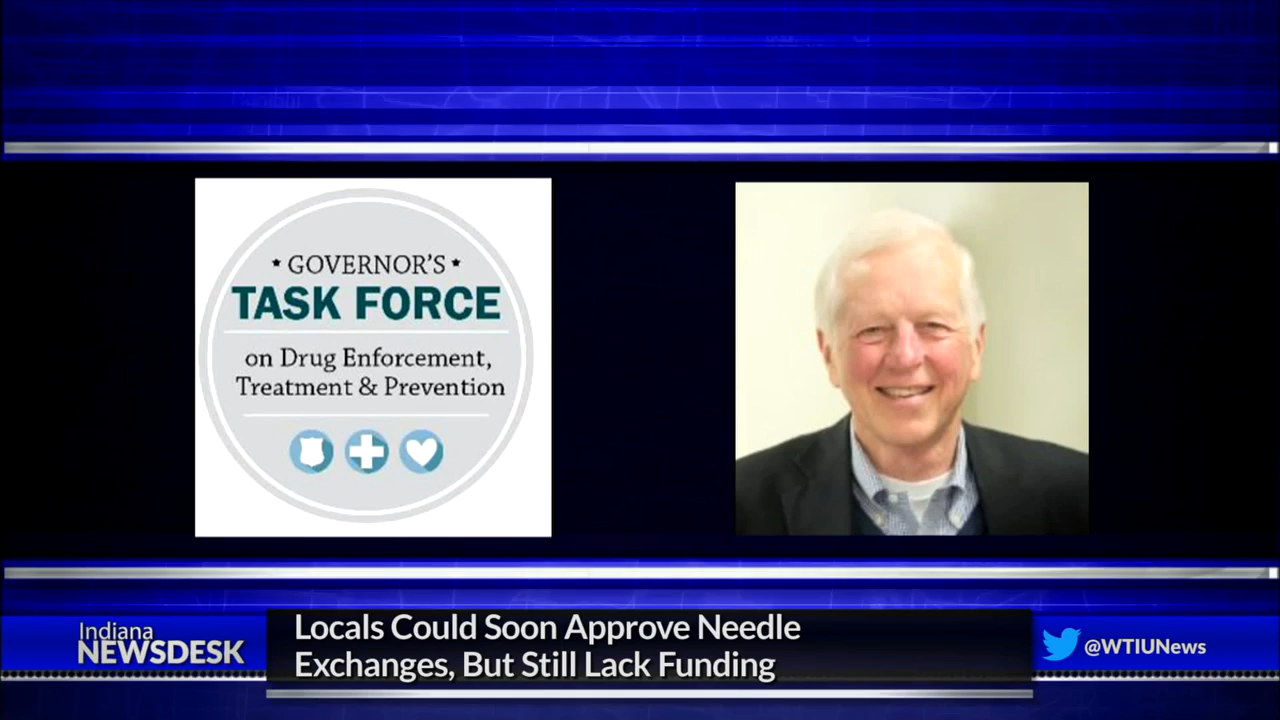 * GOVERNOR'S *
TASK FORCE
on Drug Enforcement,
Treatment & Prevention
Indiana
NEWSDESK
Locals Could Soon Approve Needle
Exchanges, But Still Lack Funding
@WTIUNews